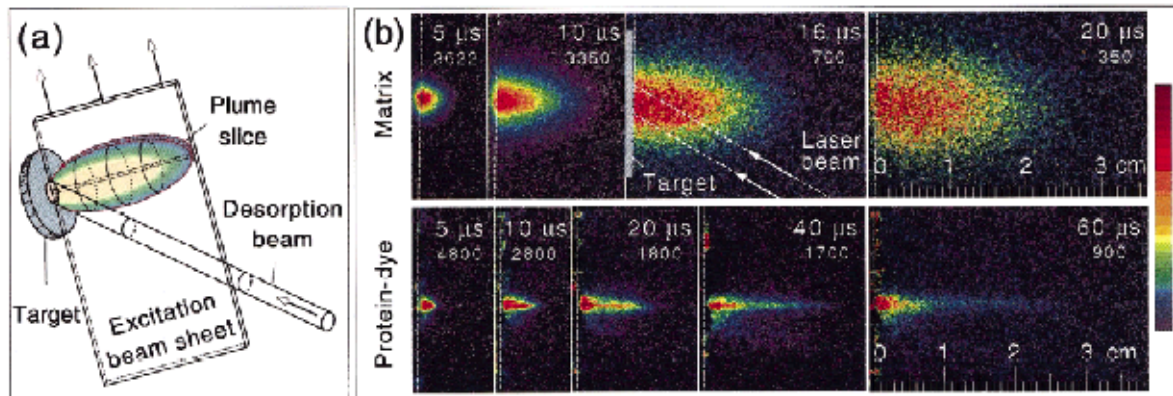 (a)
Plume
slice
Desorption
beam
Target
Excitation
beam sheet
(b)
Matrix
5 µs
3622
10 µs
3350
16 µs
700
Laser
beam
Target
20 µs
350
0 1 2 3 cm
Protein-dye
5 µs
4800
10 µs
2800
20 µs
1800
40 µs
1700
60 µs
900
0 1 2 3 cm